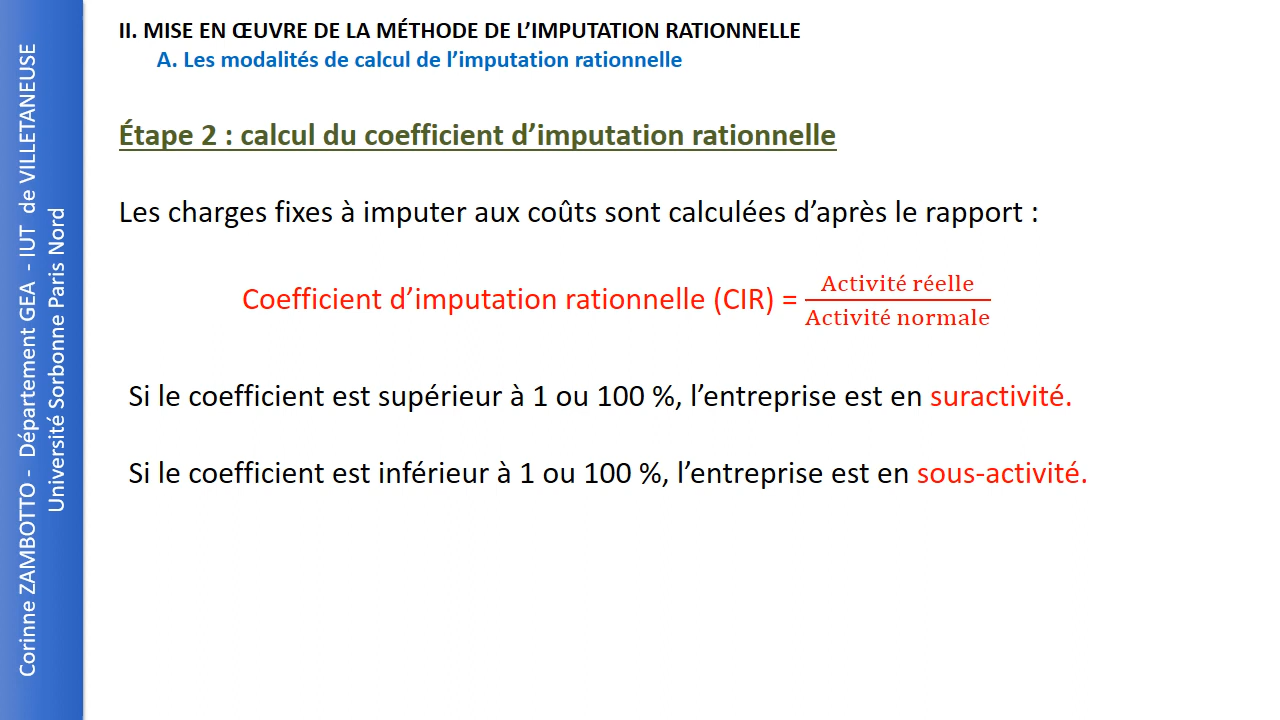 II. MISE EN ŒUVRE DE LA MÉTHODE DE L’IMPUTATION RATIONNELLE
A. Les modalités de calcul de l’imputation rationnelle
Étape 2 : calcul du coefficient d’imputation rationnelle
Les charges fixes à imputer aux coûts sont calculées d’après le rapport :
Coefficient d’imputation rationnelle (CIR) = Activité réelle / Activité normale
Si le coefficient est supérieur à 1 ou 100 %, l’entreprise est en suractivité.
Si le coefficient est inférieur à 1 ou 100 %, l’entreprise est en sous-activité.
Corinne ZAMBOTTO - Département GEA - IUT de VILLETANEUSE
Université Sorbonne Paris Nord